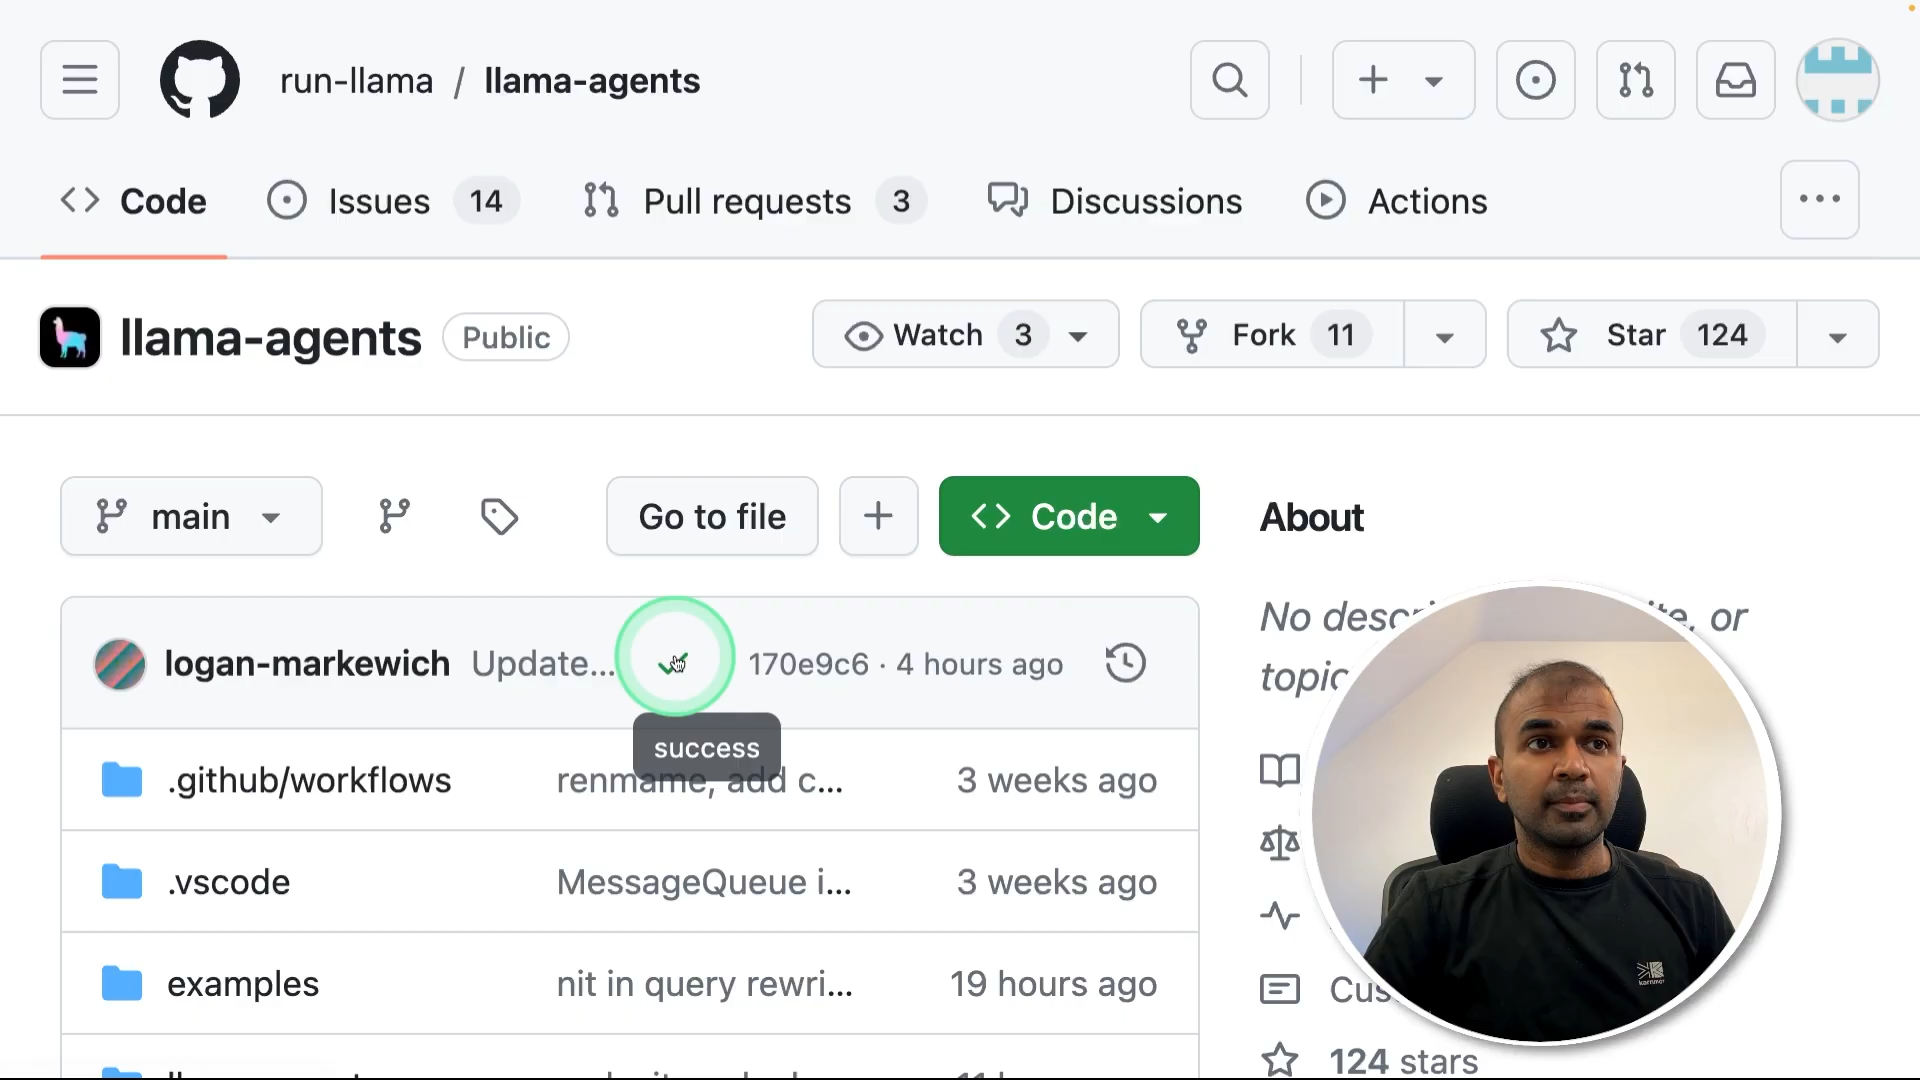 run-llama / llama-agents
Code Issues 14 Pull requests 3 Discussions Actions
llama-agents Public Watch 3 Fork 11 Star 124
main Go to file Code
About
No desc te, or
topic
logan-markewich Update... 170e9c6 · 4 hours ago
success
.github/workflows renmame, add c... 3 weeks ago
.vscode MessageQueue i... 3 weeks ago
examples nit in query rewri... 19 hours ago
Cus
124 stars